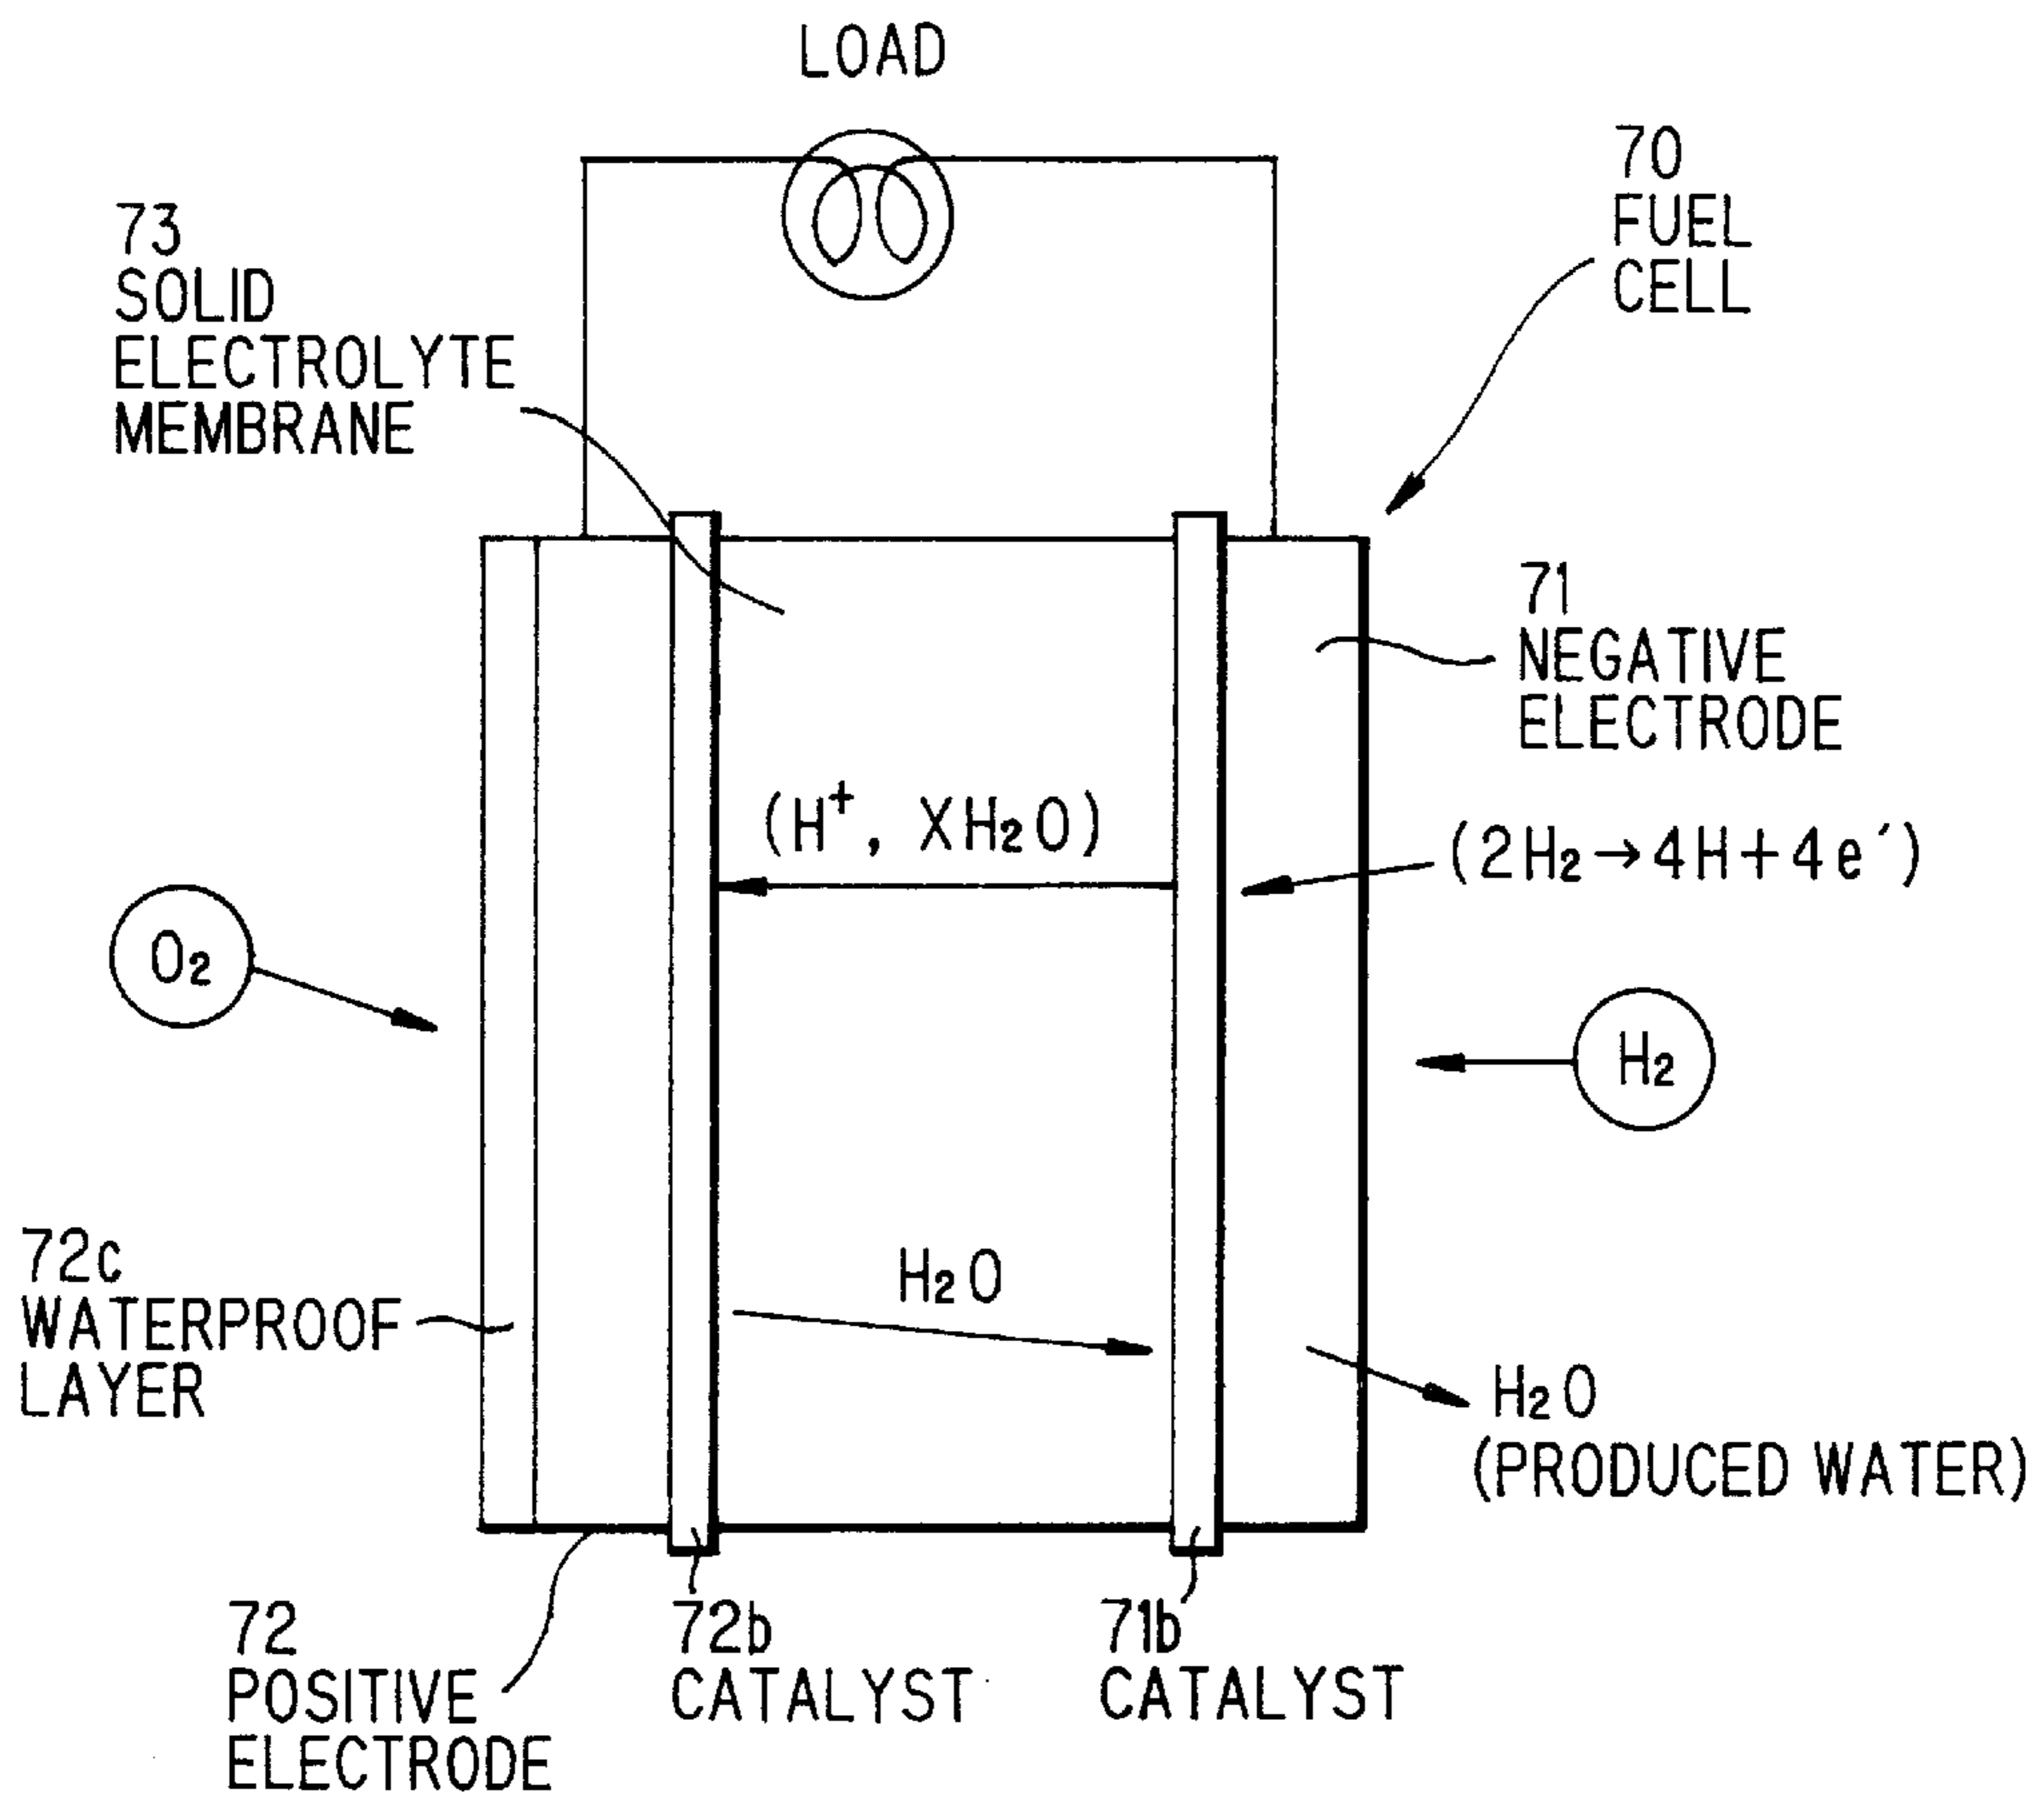 LOAD
70
FUEL
CELL
73
SOLID
ELECTROLYTE
MEMBRANE
71
NEGATIVE
ELECTRODE
(H⁺, XH₂O)
(2H₂→4H+4e′)
O₂
H₂
72c
WATERPROOF
LAYER
H₂O
H₂O
(PRODUCED WATER)
72
POSITIVE
ELECTRODE
72b
CATALYST
71b
CATALYST